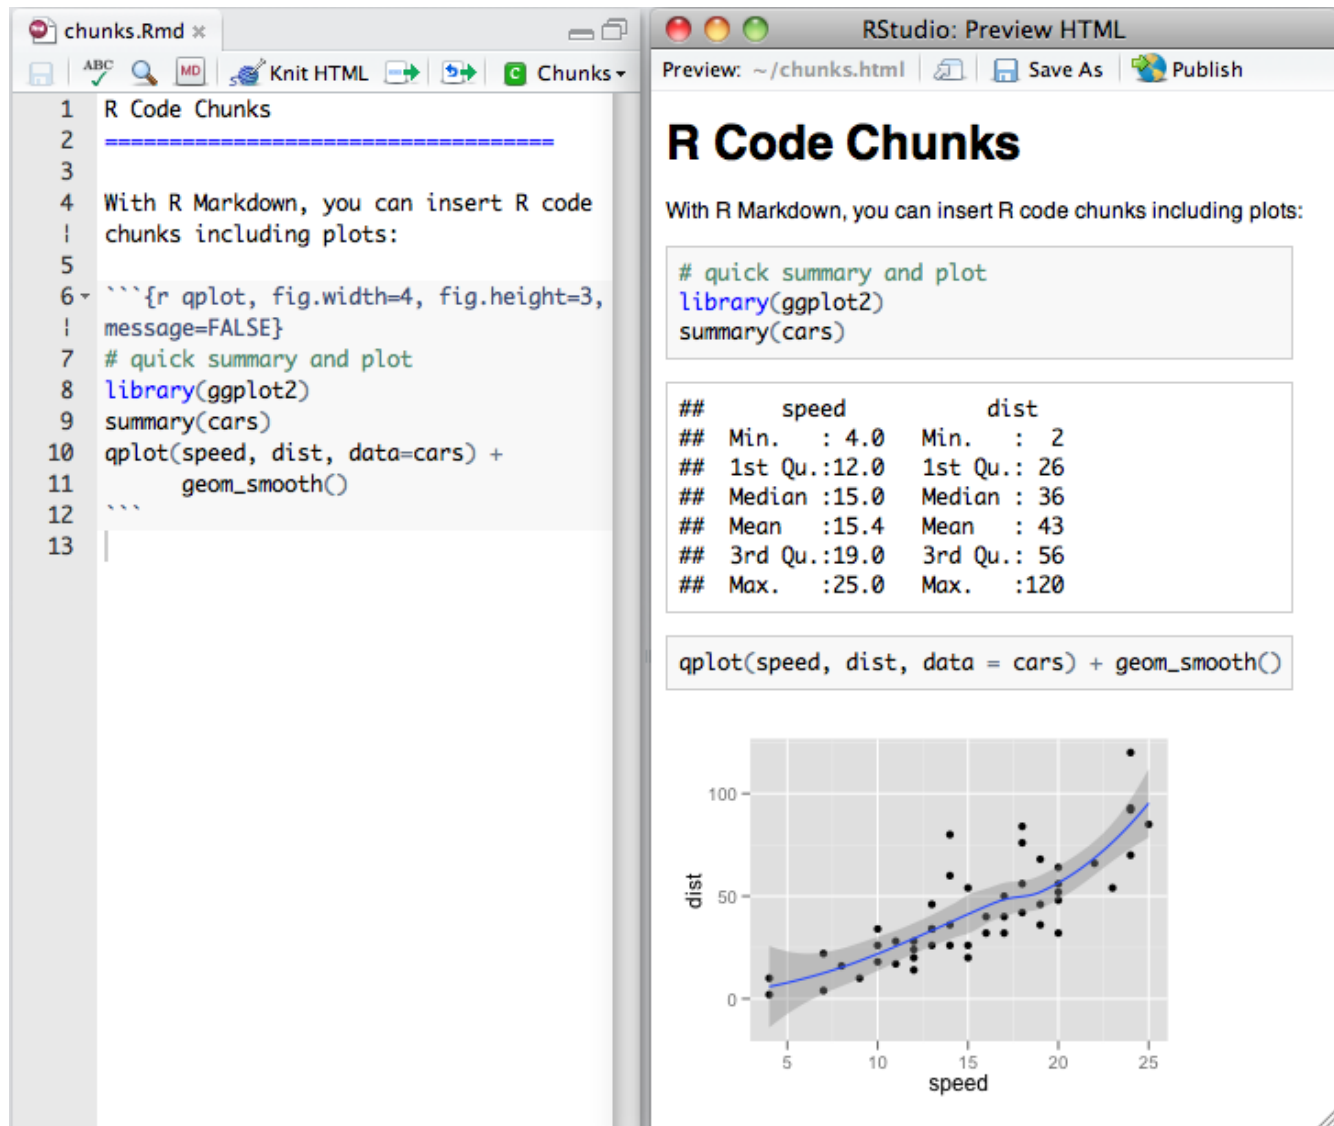 chunks.Rmd
ABC MD Knit HTML C Chunks
1 R Code Chunks
2 ===================================
3
4 With R Markdown, you can insert R code
chunks including plots:
5
6 ```{r qplot, fig.width=4, fig.height=3,
message=FALSE}
7 # quick summary and plot
8 library(ggplot2)
9 summary(cars)
10 qplot(speed, dist, data=cars) +
11       geom_smooth()
12 ```
13
RStudio: Preview HTML
Preview: ~/chunks.html Save As Publish
R Code Chunks
With R Markdown, you can insert R code chunks including plots:
# quick summary and plot
library(ggplot2)
summary(cars)
##      speed           dist
##  Min.   : 4.0   Min.   :  2
##  1st Qu.:12.0   1st Qu.: 26
##  Median :15.0   Median : 36
##  Mean   :15.4   Mean   : 43
##  3rd Qu.:19.0   3rd Qu.: 56
##  Max.   :25.0   Max.   :120
qplot(speed, dist, data = cars) + geom_smooth()
100
50
0
dist
5 10 15 20 25
speed